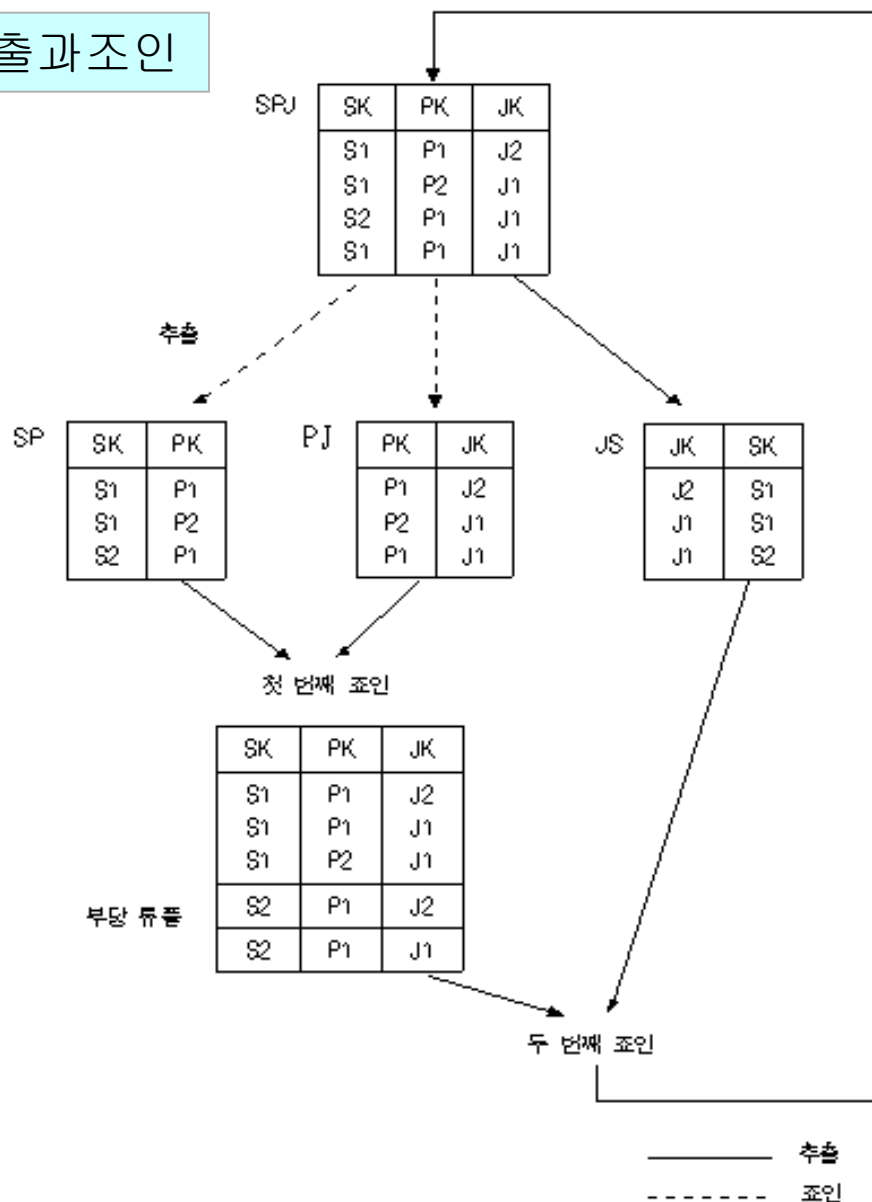 출과조인
SPJ
SK PK JK
S1 P1 J2
S1 P2 J1
S2 P1 J1
S1 P1 J1
추출
SP
SK PK
S1 P1
S1 P2
S2 P1
PJ
PK JK
P1 J2
P2 J1
P1 J1
JS
JK SK
J2 S1
J1 S1
J1 S2
첫 번째 죠인
SK PK JK
S1 P1 J2
S1 P1 J1
S1 P2 J1
부당 튜플
S2 P1 J2
S2 P1 J1
두 번째 죠인
추출
죠인